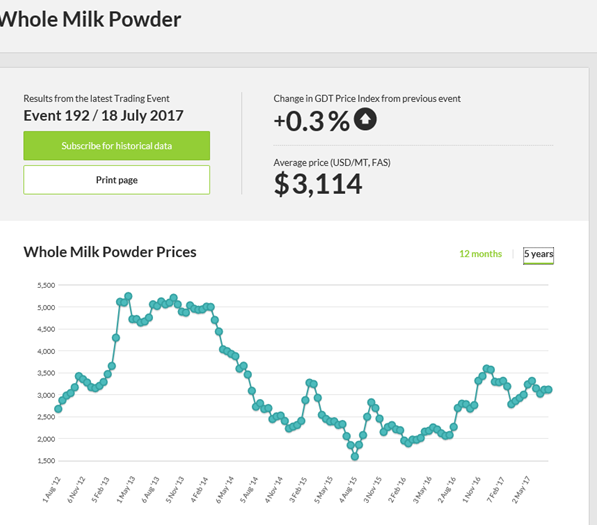 Whole Milk Powder
Results from the latest Trading Event
Event 192 / 18 July 2017
Subscribe for historical data
Print page
Change in GDT Price Index from previous event
+0.3%
Average price (USD/MT, FAS)
$3,114
Whole Milk Powder Prices
12 months
5 years
5,500
5,000
4,500
4,000
3,500
3,000
2,500
2,000
1,500
1 Aug '12
6 Nov '12
5 Feb '13
1 May '13
6 Aug '13
5 Nov '13
4 Feb '14
6 May '14
5 Aug '14
4 Nov '14
3 Feb '15
5 May '15
4 Aug '15
3 Nov '15
2 Feb '16
3 May '16
2 Aug '16
1 Nov '16
7 Feb '17
2 May '17